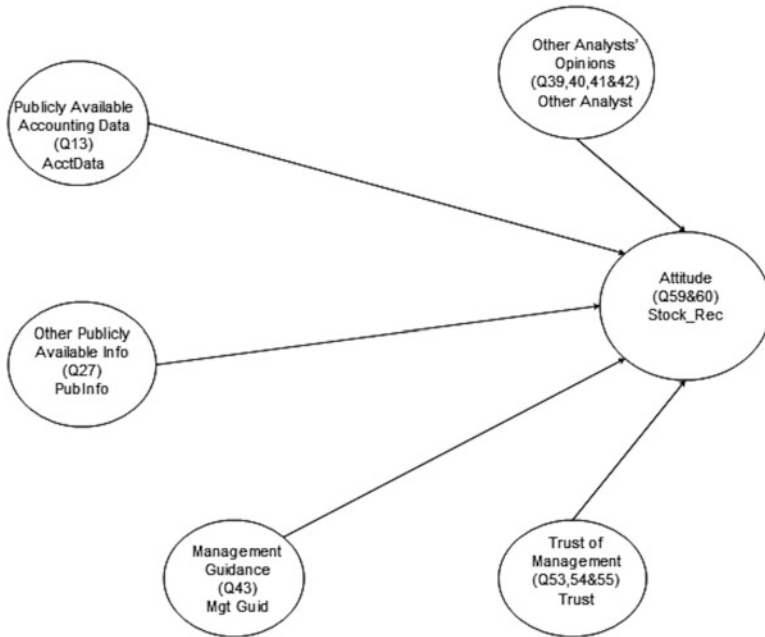 Other Analysts'
Opinions
(Q39,40,41&42)
Other Analyst
Publicly Available
Accounting Data
(Q13)
AcctData
Attitude
(Q59&60)
Stock_Rec
Other Publicly
Available Info
(Q27)
PubInfo
Management
Guidance
(Q43)
Mgt Guid
Trust of
Management
(Q53,54&55)
Trust